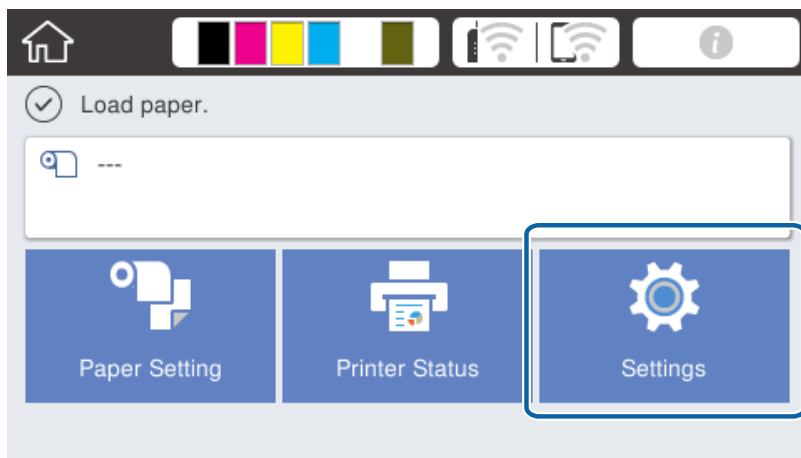 i
Load paper.
---
Paper Setting
Printer Status
Settings